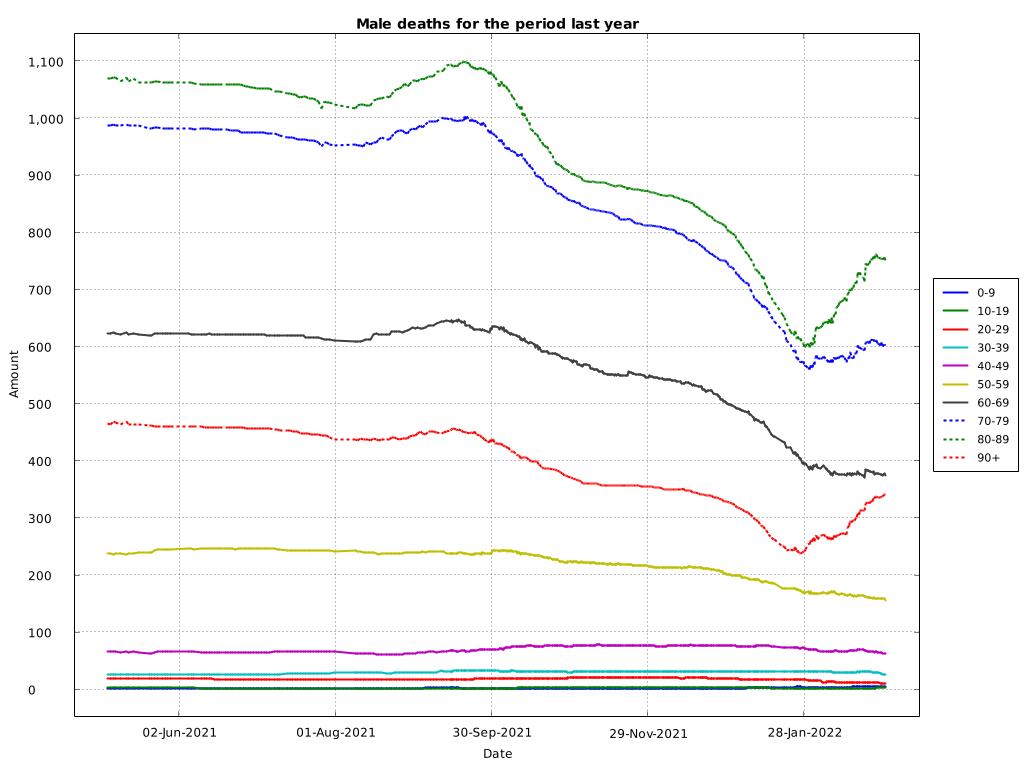 Male deaths for the period last year
1,100
1,000
900
800
700
600
500
400
300
200
100
0
Amount
02-Jun-2021
01-Aug-2021
30-Sep-2021
29-Nov-2021
28-Jan-2022
Date
0-9
10-19
20-29
30-39
40-49
50-59
60-69
70-79
80-89
90+